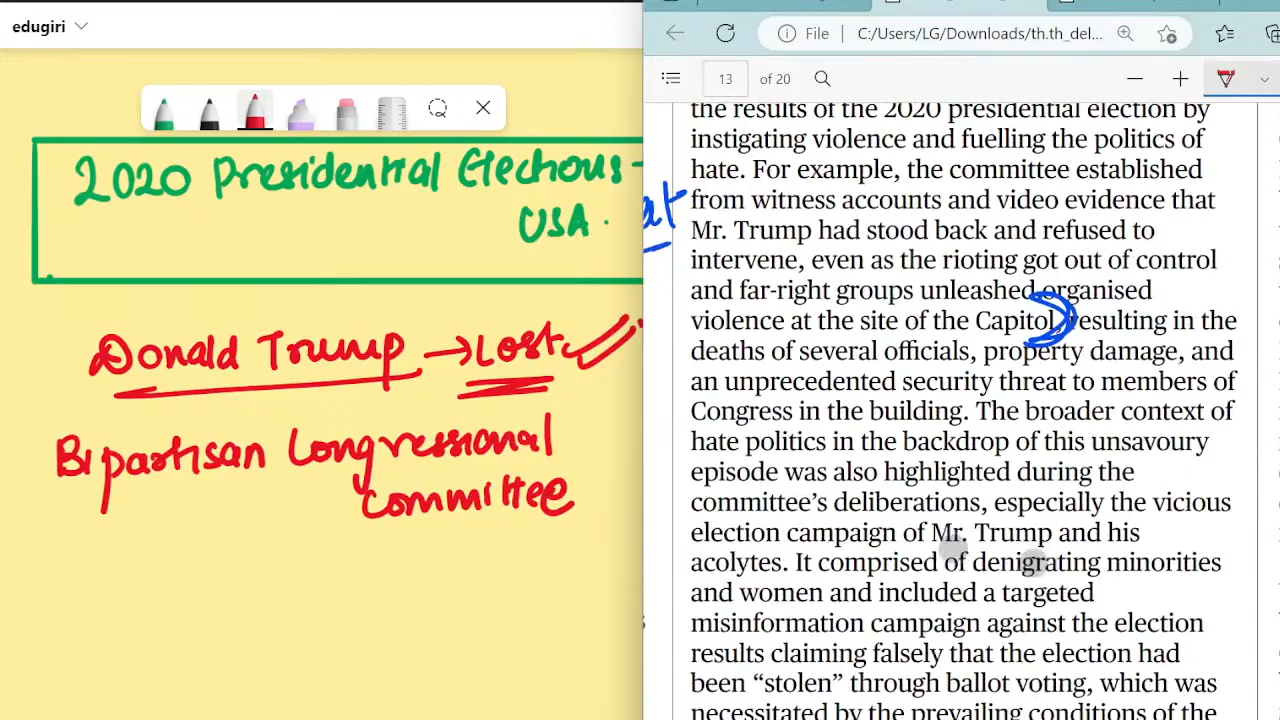 edugiri
File C:/Users/LG/Downloads/th.th_del...
13 of 20
2020 Presidential Elections -
USA.
Donald Trump → Lost
Bipartisan Congressional
Committee
at
the results of the 2020 presidential election by
instigating violence and fuelling the politics of
hate. For example, the committee established
from witness accounts and video evidence that
Mr. Trump had stood back and refused to
intervene, even as the rioting got out of control
and far-right groups unleashed organised
violence at the site of the Capitol, resulting in the
deaths of several officials, property damage, and
an unprecedented security threat to members of
Congress in the building. The broader context of
hate politics in the backdrop of this unsavoury
episode was also highlighted during the
committee's deliberations, especially the vicious
election campaign of Mr. Trump and his
acolytes. It comprised of denigrating minorities
and women and included a targeted
misinformation campaign against the election
results claiming falsely that the election had
been “stolen” through ballot voting, which was
necessitated by the prevailing conditions of the